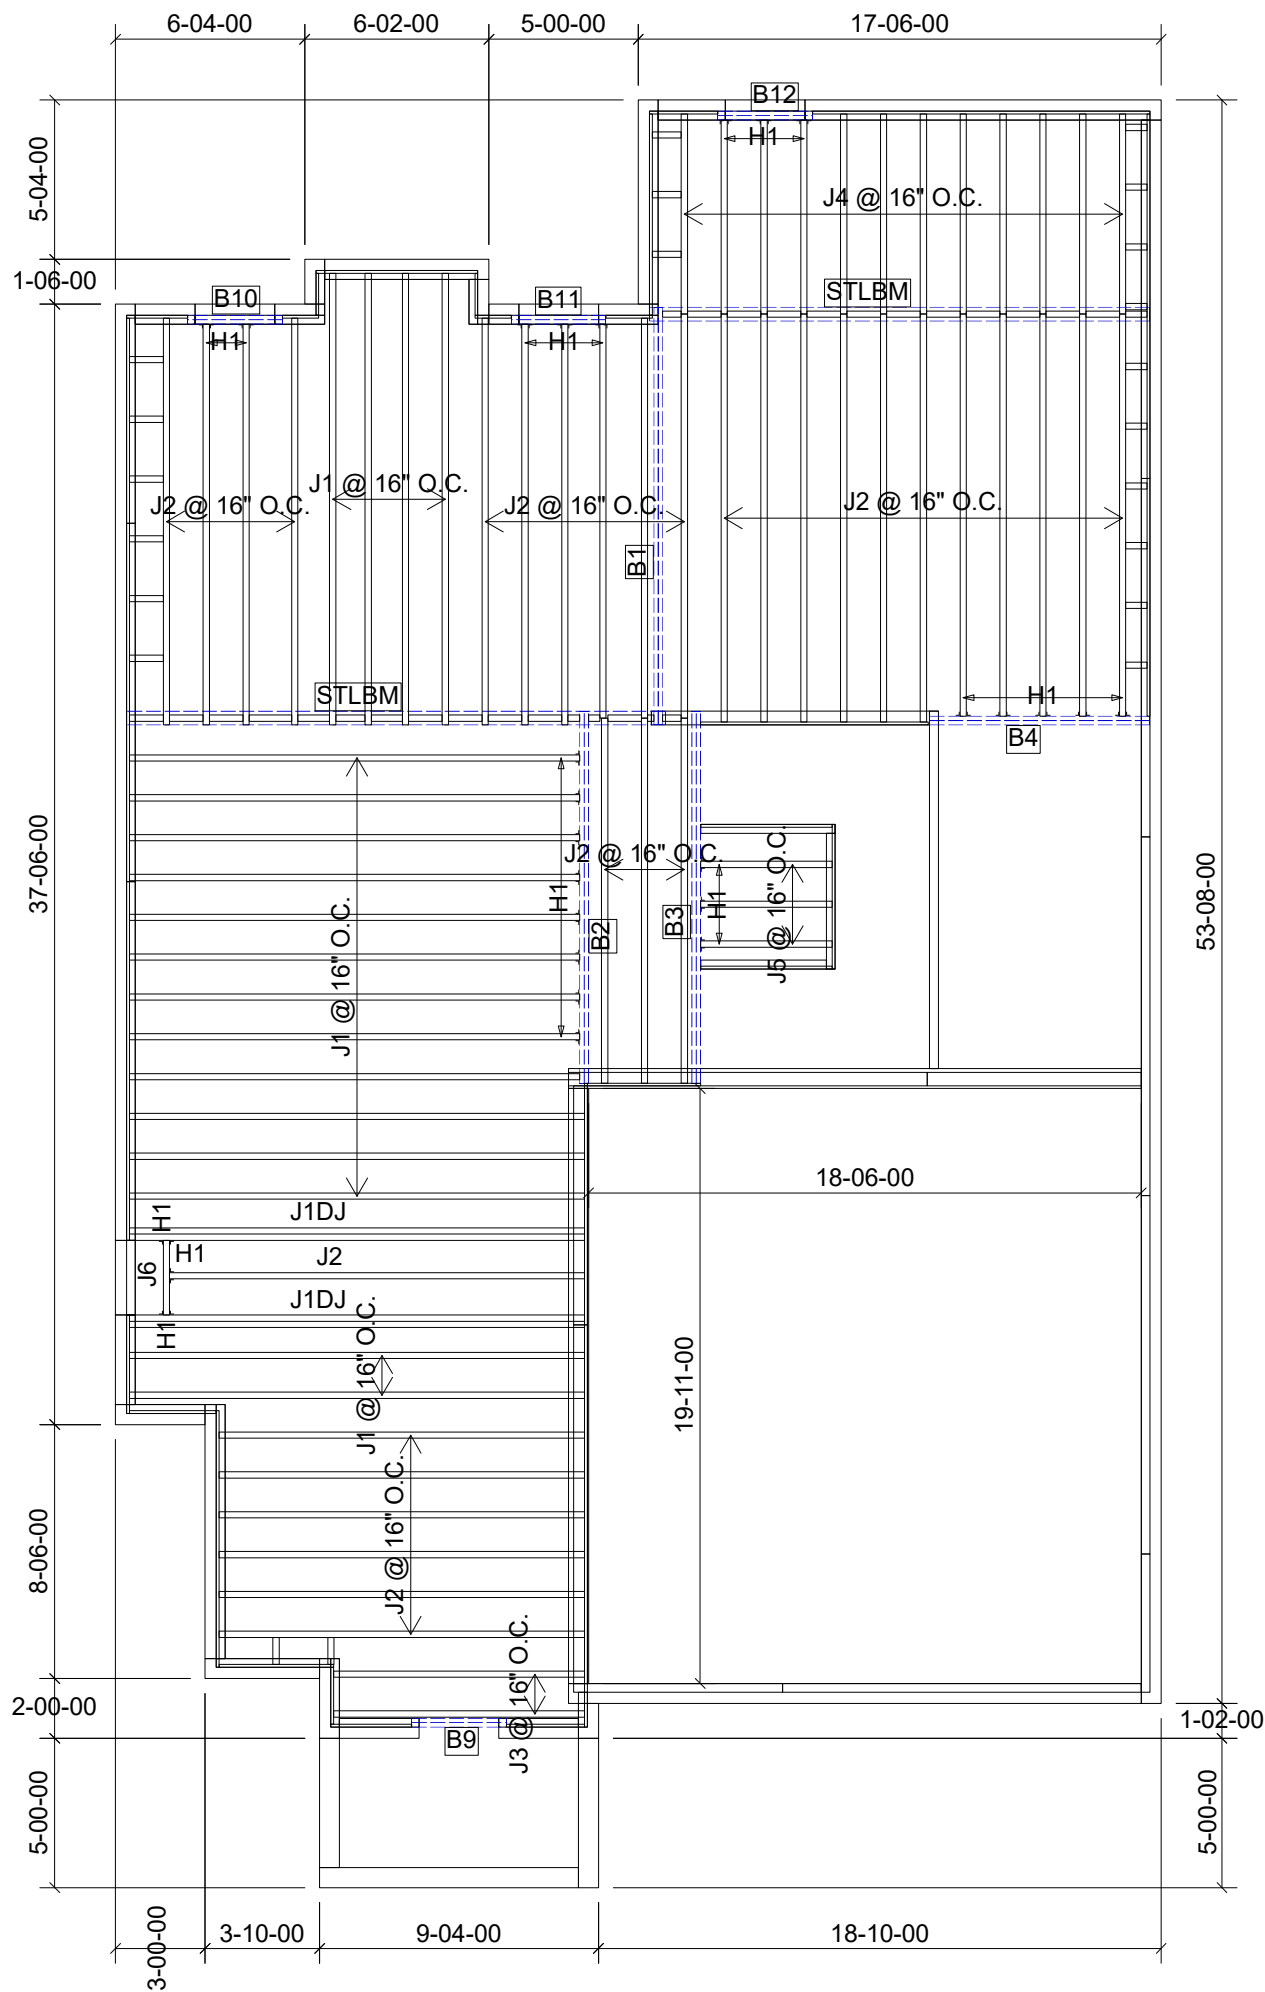 6-04-00
6-02-00
5-00-00
17-06-00
B12
H1
5-04-00
J4 @ 16" O.C.
1-06-00
B10
B11
STLBM
H1
H1
J1 @ 16" O.C.
J2 @ 16" O.C.
J2 @ 16" O.C.
J2 @ 16" O.C.
B1
STLBM
H1
B4
37-06-00
53-08-00
J2 @ 16" O.C.
H1
B2
B3
H1
J5 @ 16" O.C.
J1 @ 16" O.C.
18-06-00
J1DJ
H1
H1
J2
J6
J1DJ
H1
J1 @ 16" O.C.
19-11-00
J2 @ 16" O.C.
8-06-00
J3 @ 16" O.C.
2-00-00
B9
1-02-00
5-00-00
5-00-00
3-00-00
3-10-00
9-04-00
18-10-00